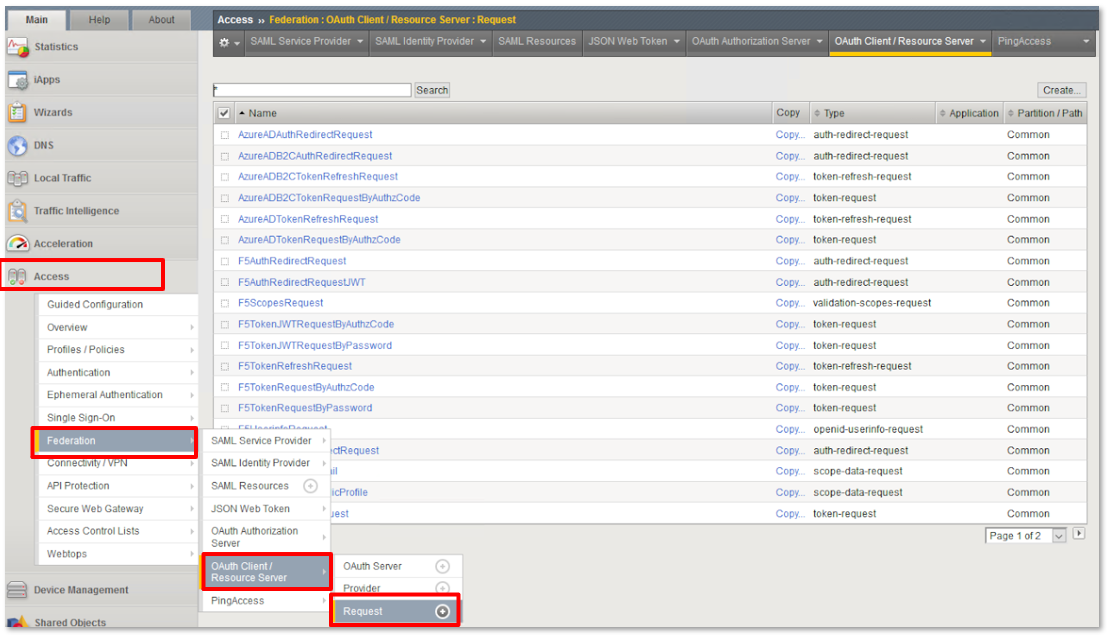 Main Help About
Access ›› Federation : OAuth Client / Resource Server : Request
SAML Service Provider SAML Identity Provider SAML Resources JSON Web Token OAuth Authorization Server OAuth Client / Resource Server PingAccess
Statistics
iApps
Wizards
DNS
Local Traffic
Traffic Intelligence
Acceleration
Access
Guided Configuration
Overview
Profiles / Policies
Authentication
Ephemeral Authentication
Single Sign-On
Federation
Connectivity / VPN
API Protection
Secure Web Gateway
Access Control Lists
Webtops
Device Management
Shared Objects
SAML Service Provider
SAML Identity Provider
SAML Resources
JSON Web Token
OAuth Authorization
Server
OAuth Client /
Resource Server
PingAccess
OAuth Server
Provider
Request
* Search Create...
Name Copy Type Application Partition / Path
AzureADAuthRedirectRequest Copy... auth-redirect-request Common
AzureADB2CAuthRedirectRequest Copy... auth-redirect-request Common
AzureADB2CTokenRefreshRequest Copy... token-refresh-request Common
AzureADB2CTokenRequestByAuthzCode Copy... token-request Common
AzureADTokenRefreshRequest Copy... token-refresh-request Common
AzureADTokenRequestByAuthzCode Copy... token-request Common
F5AuthRedirectRequest Copy... auth-redirect-request Common
F5AuthRedirectRequestJWT Copy... auth-redirect-request Common
F5ScopesRequest Copy... validation-scopes-request Common
F5TokenJWTRequestByAuthzCode Copy... token-request Common
F5TokenJWTRequestByPassword Copy... token-request Common
F5TokenRefreshRequest Copy... token-refresh-request Common
F5TokenRequestByAuthzCode Copy... token-request Common
F5TokenRequestByPassword Copy... token-request Common
F5UserinfoRequest Copy... openid-userinfo-request Common
ctRequest Copy... auth-redirect-request Common
il Copy... scope-data-request Common
icProfile Copy... scope-data-request Common
uest Copy... token-request Common
Page 1 of 2